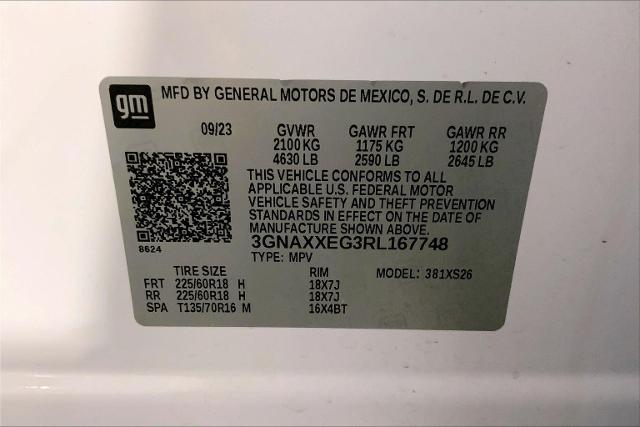 gm
MFD BY GENERAL MOTORS DE MEXICO, S. DE R.L. DE C.V.
09/23 GVWR GAWR FRT GAWR RR
2100 KG 1175 KG 1200 KG
4630 LB 2590 LB 2645 LB
THIS VEHICLE CONFORMS TO ALL
APPLICABLE U.S. FEDERAL MOTOR
VEHICLE SAFETY AND THEFT PREVENTION
STANDARDS IN EFFECT ON THE DATE OF
MANUFACTURE SHOWN ABOVE.
3GNAXXEG3RL167748
8624
TYPE: MPV
TIRE SIZE RIM MODEL: 381XS26
FRT 225/60R18 H 18X7J
RR 225/60R18 H 18X7J
SPA T135/70R16 M 16X4BT